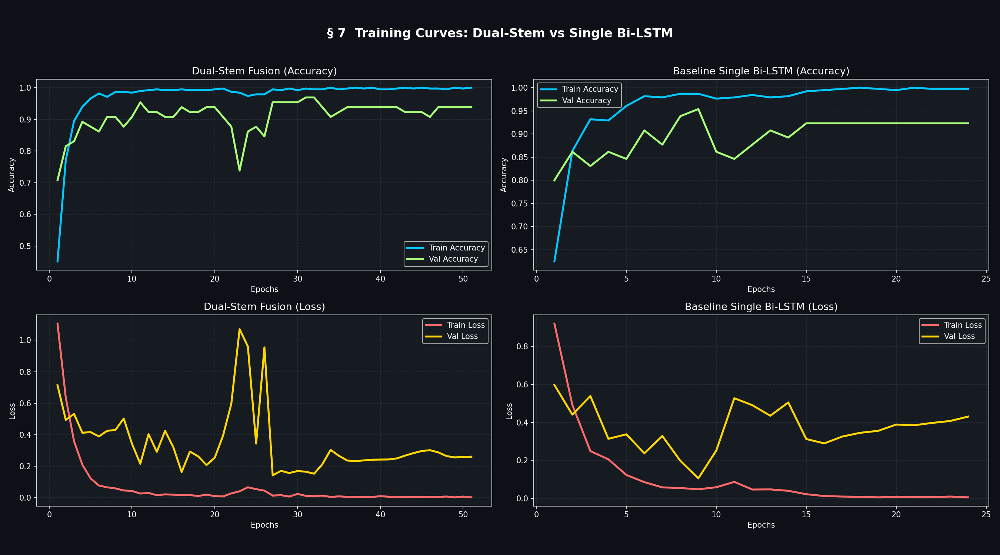 § 7  Training Curves: Dual-Stem vs Single Bi-LSTM
Dual-Stem Fusion (Accuracy)
1.0
0.9
0.8
0.7
0.6
0.5
Accuracy
Train Accuracy
Val Accuracy
0 10 20 30 40 50
Epochs
Baseline Single Bi-LSTM (Accuracy)
1.00
0.95
0.90
0.85
0.80
0.75
0.70
0.65
Accuracy
Train Accuracy
Val Accuracy
0 5 10 15 20 25
Epochs
Dual-Stem Fusion (Loss)
1.0
0.8
0.6
0.4
0.2
0.0
Loss
Train Loss
Val Loss
0 10 20 30 40 50
Epochs
Baseline Single Bi-LSTM (Loss)
0.8
0.6
0.4
0.2
0.0
Loss
Train Loss
Val Loss
0 5 10 15 20 25
Epochs